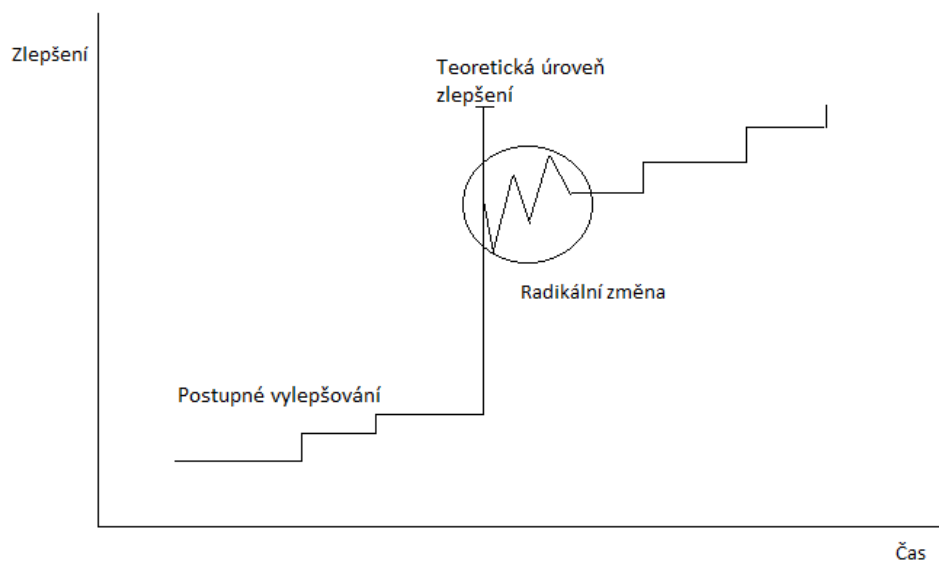 Zlepšení
Teoretická úroveň
zlepšení
Radikální změna
Postupné vylepšování
Čas